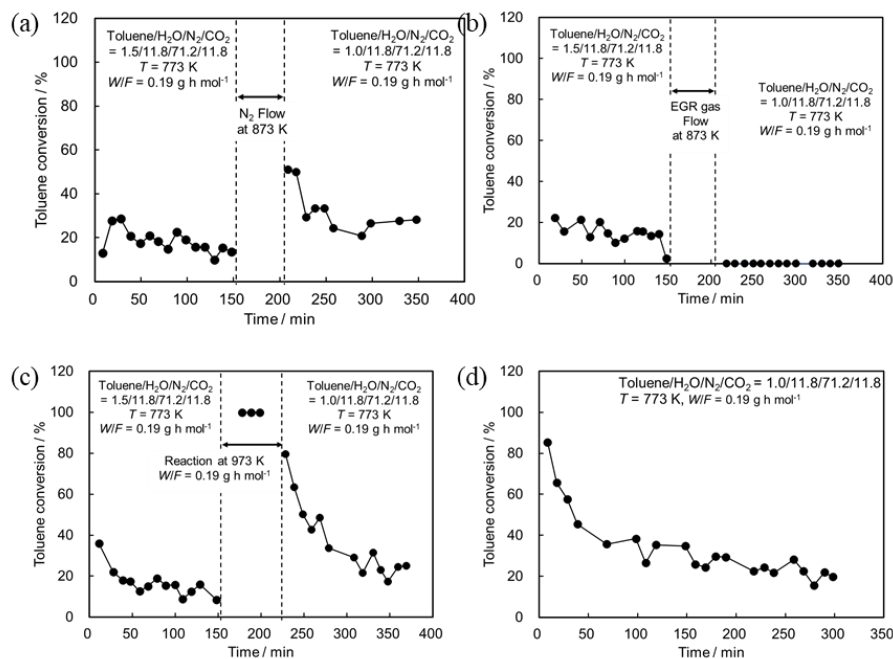 (a)
120
100
80
60
40
20
0
Toluene conversion / %
Toluene/H₂O/N₂/CO₂
= 1.5/11.8/71.2/11.8
T = 773 K
W/F = 0.19 g h mol⁻¹
N₂ Flow
at 873 K
Toluene/H₂O/N₂/CO₂
= 1.0/11.8/71.2/11.8
T = 773 K
W/F = 0.19 g h mol⁻¹
0 50 100 150 200 250 300 350 400
Time / min
(b)
120
100
80
60
40
20
0
Toluene conversion / %
Toluene/H₂O/N₂/CO₂
= 1.5/11.8/71.2/11.8
T = 773 K
W/F = 0.19 g h mol⁻¹
EGR gas
Flow
at 873 K
Toluene/H₂O/N₂/CO₂
= 1.0/11.8/71.2/11.8
T = 773 K
W/F = 0.19 g h mol⁻¹
0 100 200 300 400
Time / min
(c)
120
100
80
60
40
20
0
Toluene conversion / %
Toluene/H₂O/N₂/CO₂
= 1.5/11.8/71.2/11.8
T = 773 K
W/F = 0.19 g h mol⁻¹
Reaction at 973 K
W/F = 0.19 g h mol⁻¹
Toluene/H₂O/N₂/CO₂
= 1.0/11.8/71.2/11.8
T = 773 K
W/F = 0.19 g h mol⁻¹
0 50 100 150 200 250 300 350 400
Time / min
(d)
120
100
80
60
40
20
0
Toluene conversion / %
Toluene/H₂O/N₂/CO₂ = 1.0/11.8/71.2/11.8
T = 773 K, W/F = 0.19 g h mol⁻¹
0 50 100 150 200 250 300 350
Time / min